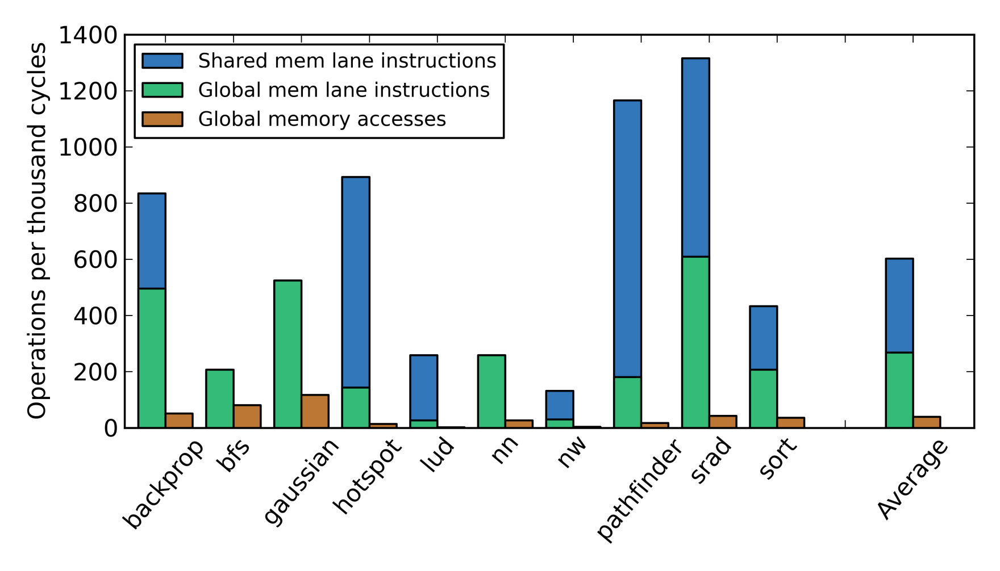 Operations per thousand cycles
1400
1200
1000
800
600
400
200
0
Shared mem lane instructions
Global mem lane instructions
Global memory accesses
backprop
bfs
gaussian
hotspot
lud
nn
nw
pathfinder
srad
sort
Average